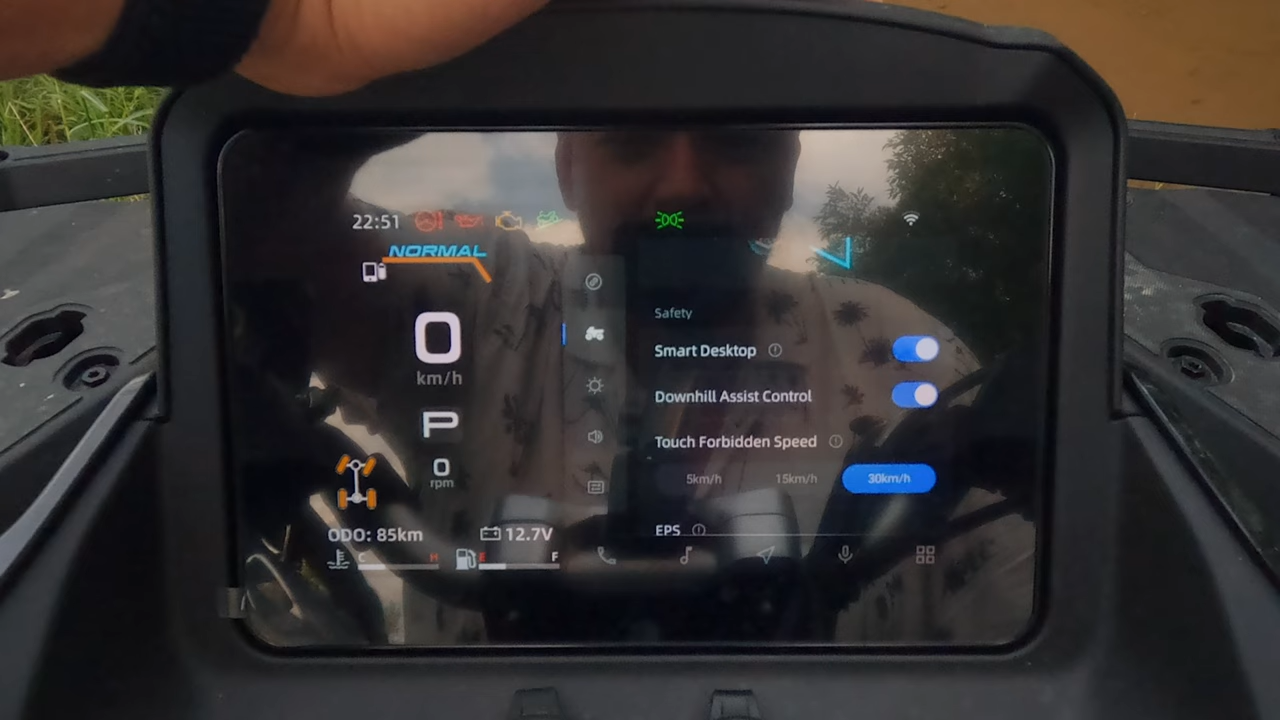 22:51
NORMAL
0
km/h
P
0
rpm
ODO: 85km
12.7V
C H
E F
Safety
Smart Desktop
Downhill Assist Control
Touch Forbidden Speed
5km/h 15km/h 30km/h
EPS